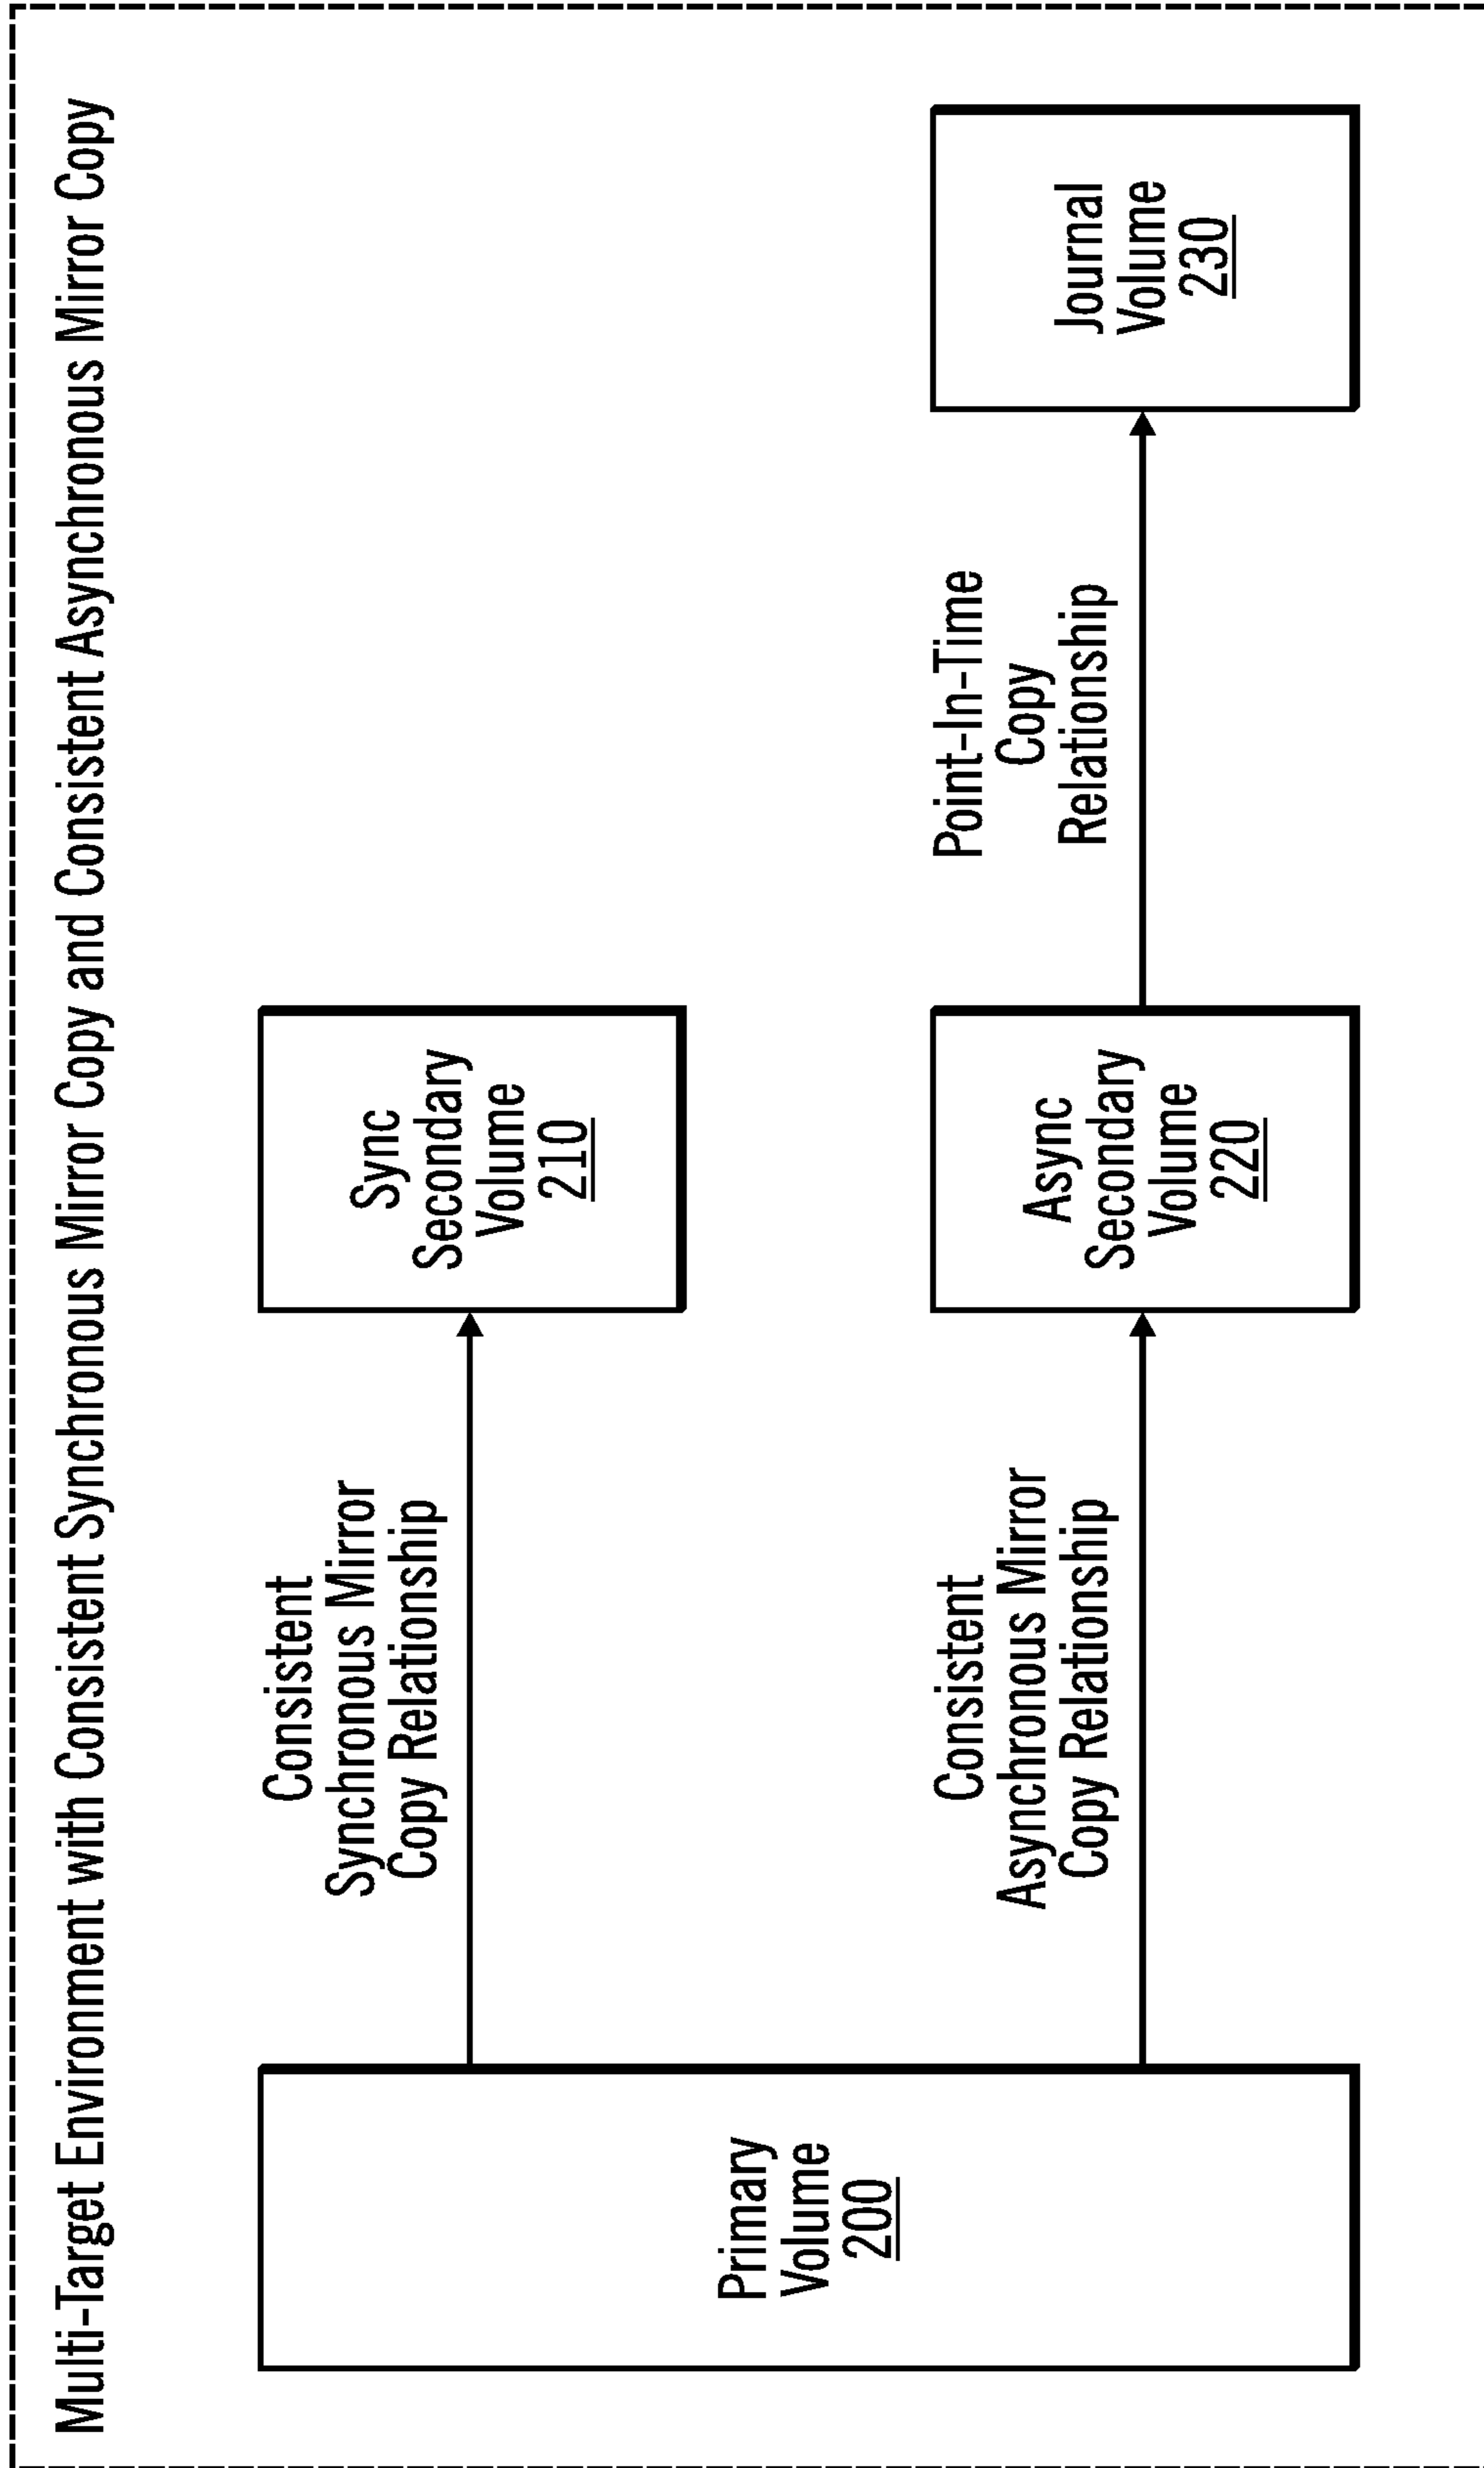 Multi-Target Environment with Consistent Synchronous Mirror Copy and Consistent Asynchronous Mirror Copy
Primary
Volume
200
Consistent
Synchronous Mirror
Copy Relationship
Sync
Secondary
Volume
210
Consistent
Asynchronous Mirror
Copy Relationship
Async
Secondary
Volume
220
Point-In-Time
Copy
Relationship
Journal
Volume
230